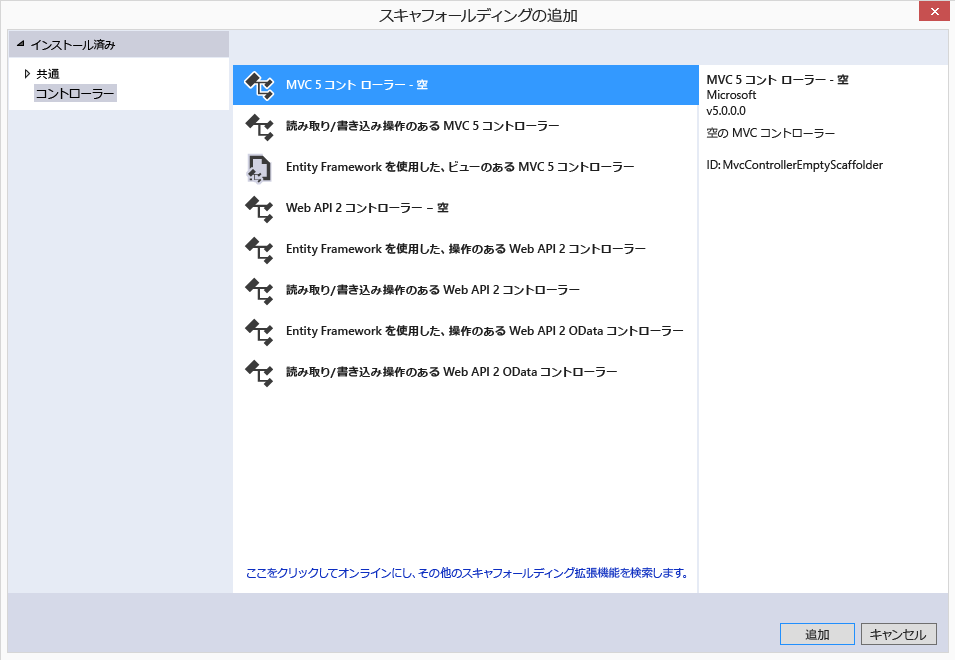 スキャフォールディングの追加
インストール済み
共通
コントローラー
MVC 5 コント ローラー - 空
読み取り/書き込み操作のある MVC 5 コントローラー
Entity Framework を使用した、ビューのある MVC 5 コントローラー
Web API 2 コントローラー – 空
Entity Framework を使用した、操作のある Web API 2 コントローラー
読み取り/書き込み操作のある Web API 2 コントローラー
Entity Framework を使用した、操作のある Web API 2 OData コントローラー
読み取り/書き込み操作のある Web API 2 OData コントローラー
ここをクリックしてオンラインにし、その他のスキャフォールディング拡張機能を検索します。
MVC 5 コント ローラー - 空
Microsoft
v5.0.0.0
空の MVC コントローラー
ID: MvcControllerEmptyScaffolder
追加
キャンセル